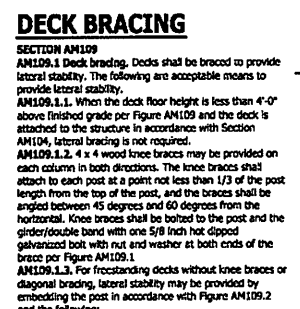 DECK BRACING
SECTION AM109
AM109.1 Deck bracing. Decks shall be braced to provide
lateral stability. The following are acceptable means to
provide lateral stability.
AM109.1.1. When the deck floor height is less than 4'-0"
above finished grade per Figure AM109 and the deck is
attached to the structure in accordance with Section
AM104, lateral bracing is not required.
AM109.1.2. 4 x 4 wood knee braces may be provided on
each column in both directions. The knee braces shall
attach to each post at a point not less than 1/3 of the post
length from the top of the post, and the braces shall be
angled between 45 degrees and 60 degrees from the
horizontal. Knee braces shall be bolted to the post and the
girder/double band with one 5/8 inch hot dipped
galvanized bolt with nut and washer at both ends of the
brace per Figure AM109.1
AM109.1.3. For freestanding decks without knee braces or
diagonal bracing, lateral stability may be provided by
embedding the post in accordance with Figure AM109.2
and the following: